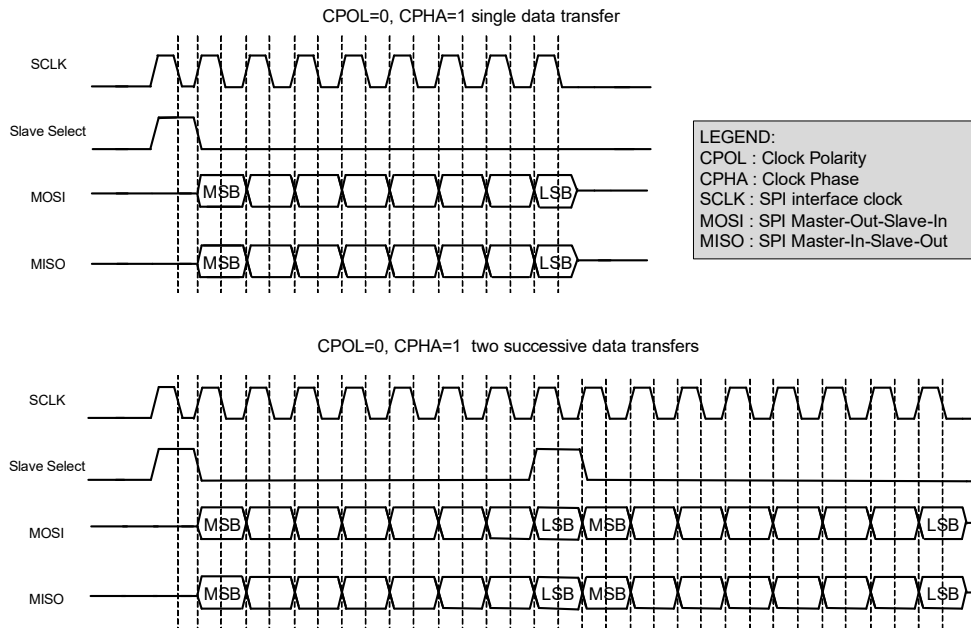 CPOL=0, CPHA=1 single data transfer
SCLK
Slave Select
MOSI
MSB
LSB
MISO
MSB
LSB
LEGEND:
CPOL : Clock Polarity
CPHA : Clock Phase
SCLK : SPI interface clock
MOSI : SPI Master-Out-Slave-In
MISO : SPI Master-In-Slave-Out
CPOL=0, CPHA=1  two successive data transfers
SCLK
Slave Select
MOSI
MSB
LSB
MSB
LSB
MISO
MSB
LSB
MSB
LSB